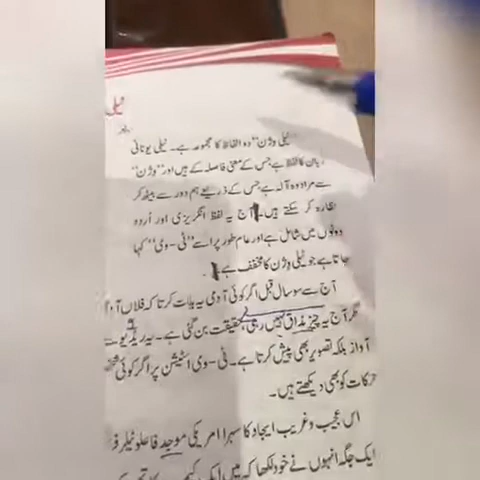 ٹیلی
"ٹیلی وژن" دو الفاظ کا مجموعہ ہے۔ ٹیلی یونانی
زبان کا لفظ ہے جس کے معنی فاصلہ کے ہیں اور "وژن"
سے مراد وہ آلہ ہے جس کے ذریعے ہم دور سے بیٹھ کر
نظارہ کر سکتے ہیں۔ آج یہ لفظ انگریزی اور اُردو
دونوں میں شامل ہے اور عام طور پر اسے "ٹی-وی" کہا
جاتا ہے جو ٹیلی وژن کا مخفف ہے۔
آج سے سو سال قبل اگر کوئی آدمی یہ بات کرتا کہ فلاں
مگر آج یہ چیز مذاق نہیں رہی، حقیقت بن گئی ہے۔ یہ ریڈیو
آواز بلکہ تصویر بھی پیش کرتا ہے۔ ٹی-وی اسٹیشن پر اگر کوئی
حرکات کو بھی دیکھتے ہیں۔
اس عجیب و غریب ایجاد کا سہرا امریکی موجد فاعلو ٹیلر
ایک جگہ انہوں نے خود لکھا کہ میں ایک